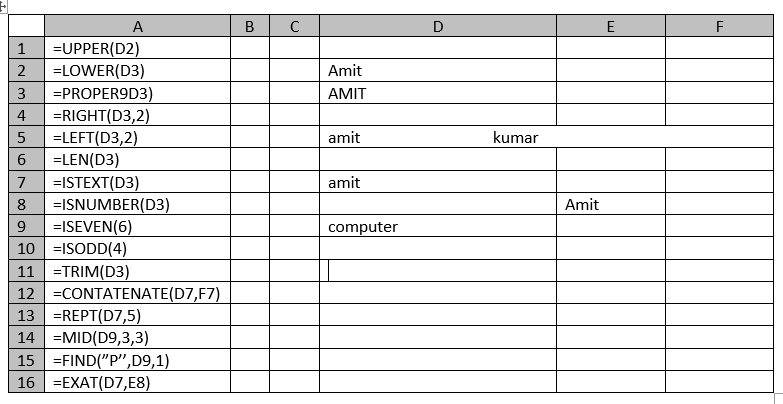 A B C D E F
1 =UPPER(D2)
2 =LOWER(D3) Amit
3 =PROPER9D3) AMIT
4 =RIGHT(D3,2)
5 =LEFT(D3,2) amit kumar
6 =LEN(D3)
7 =ISTEXT(D3) amit
8 =ISNUMBER(D3) Amit
9 =ISEVEN(6) computer
10 =ISODD(4)
11 =TRIM(D3)
12 =CONTATENATE(D7,F7)
13 =REPT(D7,5)
14 =MID(D9,3,3)
15 =FIND(”P’’,D9,1)
16 =EXAT(D7,E8)